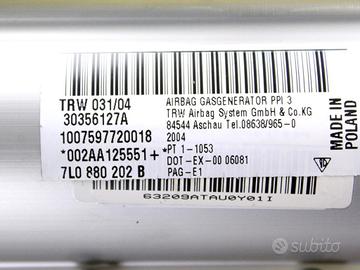 TRW 031/04
30356127A
1007597720018
*002AA125551+
7L0 880 202 B
AIRBAG GASGENERATOR PPI 3
TRW Airbag System GmbH & Co.KG
84544 Aschau Tel.08638/965-0
2004
*PT 1-1053
DOT-EX-00 06081
PAG-E1
MADE IN
POLAND
63209ATAU0Y01I
subito